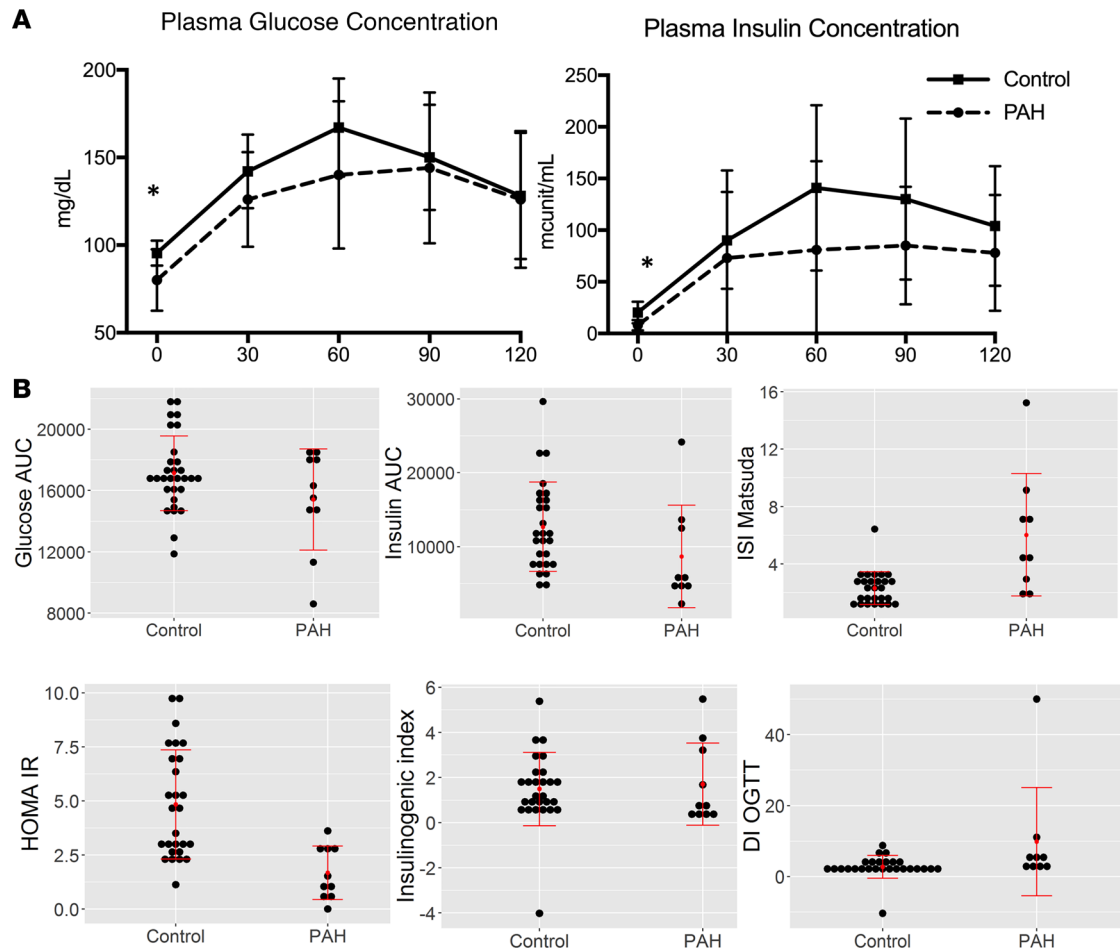 A
Plasma Glucose Concentration
mg/dL
200
150
100
50
*
0 30 60 90 120
Plasma Insulin Concentration
mcunit/mL
250
200
150
100
50
0
*
0 30 60 90 120
Control
PAH
B
Glucose AUC
20000
16000
12000
8000
Control PAH
Insulin AUC
30000
20000
10000
Control PAH
ISI Matsuda
16
12
8
4
Control PAH
HOMA IR
10.0
7.5
5.0
2.5
0.0
Control PAH
Insulinogenic index
6
4
2
0
-2
-4
Control PAH
DI OGTT
40
20
0
Control PAH